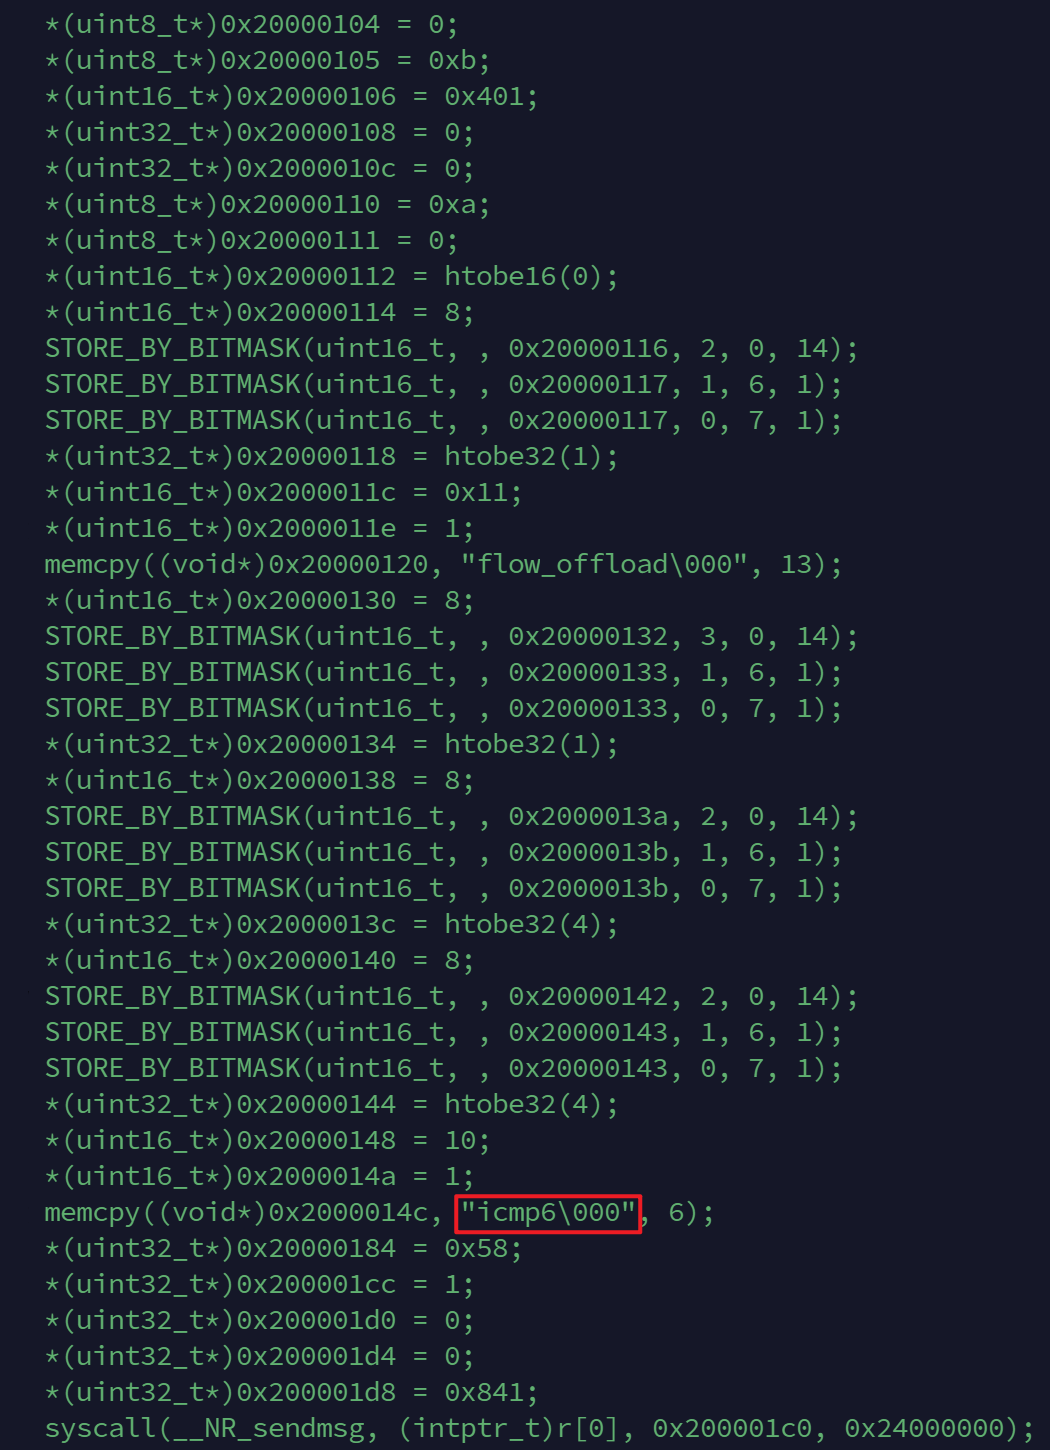 *(uint8_t*)0x20000104 = 0;
*(uint8_t*)0x20000105 = 0xb;
*(uint16_t*)0x20000106 = 0x401;
*(uint32_t*)0x20000108 = 0;
*(uint32_t*)0x2000010c = 0;
*(uint8_t*)0x20000110 = 0xa;
*(uint8_t*)0x20000111 = 0;
*(uint16_t*)0x20000112 = htobe16(0);
*(uint16_t*)0x20000114 = 8;
STORE_BY_BITMASK(uint16_t, , 0x20000116, 2, 0, 14);
STORE_BY_BITMASK(uint16_t, , 0x20000117, 1, 6, 1);
STORE_BY_BITMASK(uint16_t, , 0x20000117, 0, 7, 1);
*(uint32_t*)0x20000118 = htobe32(1);
*(uint16_t*)0x2000011c = 0x11;
*(uint16_t*)0x2000011e = 1;
memcpy((void*)0x20000120, "flow_offload\000", 13);
*(uint16_t*)0x20000130 = 8;
STORE_BY_BITMASK(uint16_t, , 0x20000132, 3, 0, 14);
STORE_BY_BITMASK(uint16_t, , 0x20000133, 1, 6, 1);
STORE_BY_BITMASK(uint16_t, , 0x20000133, 0, 7, 1);
*(uint32_t*)0x20000134 = htobe32(1);
*(uint16_t*)0x20000138 = 8;
STORE_BY_BITMASK(uint16_t, , 0x2000013a, 2, 0, 14);
STORE_BY_BITMASK(uint16_t, , 0x2000013b, 1, 6, 1);
STORE_BY_BITMASK(uint16_t, , 0x2000013b, 0, 7, 1);
*(uint32_t*)0x2000013c = htobe32(4);
*(uint16_t*)0x20000140 = 8;
STORE_BY_BITMASK(uint16_t, , 0x20000142, 2, 0, 14);
STORE_BY_BITMASK(uint16_t, , 0x20000143, 1, 6, 1);
STORE_BY_BITMASK(uint16_t, , 0x20000143, 0, 7, 1);
*(uint32_t*)0x20000144 = htobe32(4);
*(uint16_t*)0x20000148 = 10;
*(uint16_t*)0x2000014a = 1;
memcpy((void*)0x2000014c, "icmp6\000", 6);
*(uint32_t*)0x20000184 = 0x58;
*(uint32_t*)0x200001cc = 1;
*(uint32_t*)0x200001d0 = 0;
*(uint32_t*)0x200001d4 = 0;
*(uint32_t*)0x200001d8 = 0x841;
syscall(__NR_sendmsg, (intptr_t)r[0], 0x200001c0, 0x24000000);